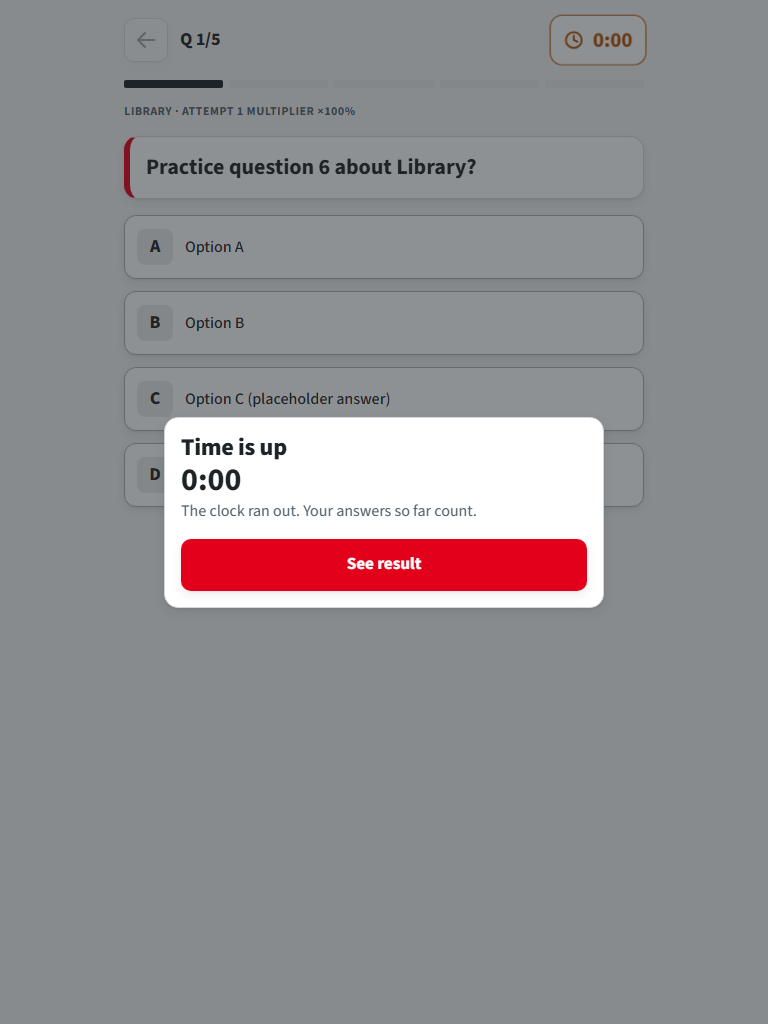 Q 1/5
0:00
LIBRARY · ATTEMPT 1 MULTIPLIER ×100%
Practice question 6 about Library?
A
Option A
B
Option B
C
Option C (placeholder answer)
D
Time is up
0:00
The clock ran out. Your answers so far count.
See result